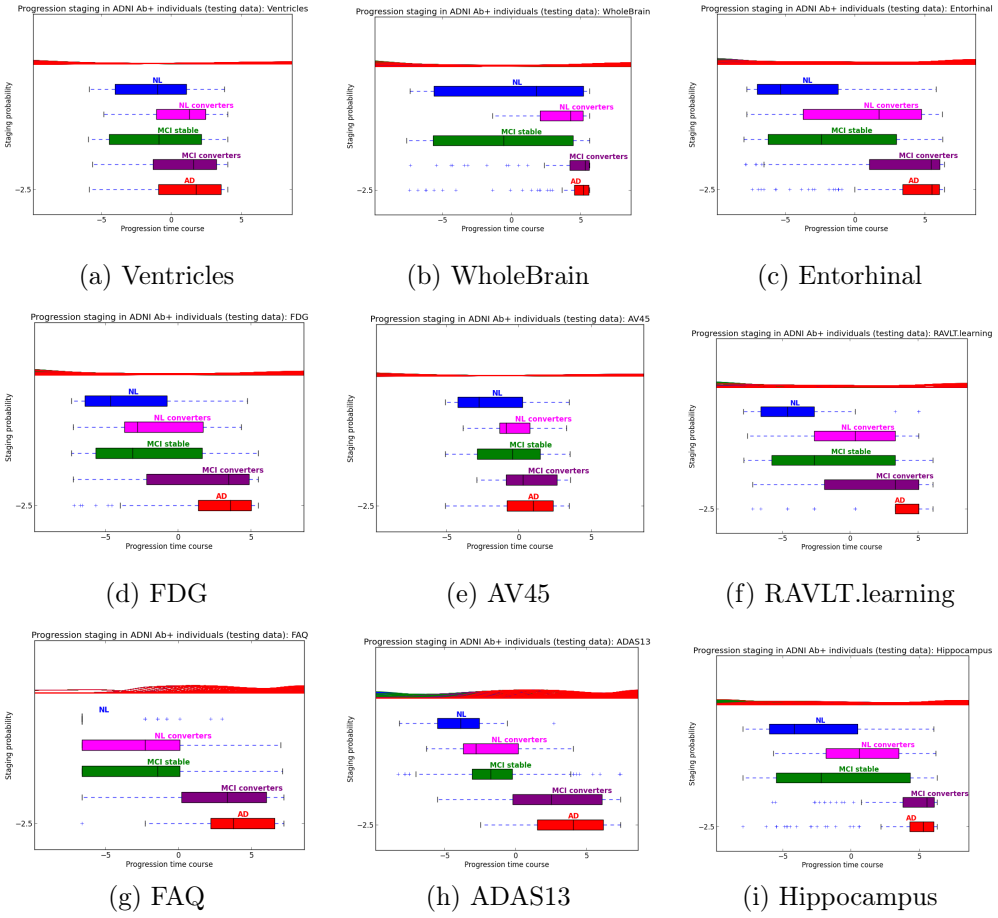 Progression staging in ADNI Ab+ individuals (testing data): Ventricles
Staging probability
NL
NL converters
MCI stable
MCI converters
AD
−2.5
−5 0 5
Progression time course
(a) Ventricles
Progression staging in ADNI Ab+ individuals (testing data): WholeBrain
Staging probability
NL
NL converters
MCI stable
MCI converters
AD
−2.5
−5 0 5
Progression time course
(b) WholeBrain
Progression staging in ADNI Ab+ individuals (testing data): Entorhinal
Staging probability
NL
NL converters
MCI stable
MCI converters
AD
−2.5
−5 0 5
Progression time course
(c) Entorhinal
Progression staging in ADNI Ab+ individuals (testing data): FDG
Staging probability
NL
NL converters
MCI stable
MCI converters
AD
−2.5
−5 0 5
Progression time course
(d) FDG
Progression staging in ADNI Ab+ individuals (testing data): AV45
Staging probability
NL
NL converters
MCI stable
MCI converters
AD
−2.5
−5 0 5
Progression time course
(e) AV45
Progression staging in ADNI Ab+ individuals (testing data): RAVLT.learning
Staging probability
NL
NL converters
MCI stable
MCI converters
AD
−2.5
−5 0 5
Progression time course
(f) RAVLT.learning
Progression staging in ADNI Ab+ individuals (testing data): FAQ
Staging probability
NL
NL converters
MCI stable
MCI converters
AD
−2.5
−5 0 5
Progression time course
(g) FAQ
Progression staging in ADNI Ab+ individuals (testing data): ADAS13
Staging probability
NL
NL converters
MCI stable
MCI converters
AD
−2.5
−5 0 5
Progression time course
(h) ADAS13
Progression staging in ADNI Ab+ individuals (testing data): Hippocampus
Staging probability
NL
NL converters
MCI stable
MCI converters
AD
−2.5
−5 0 5
Progression time course
(i) Hippocampus